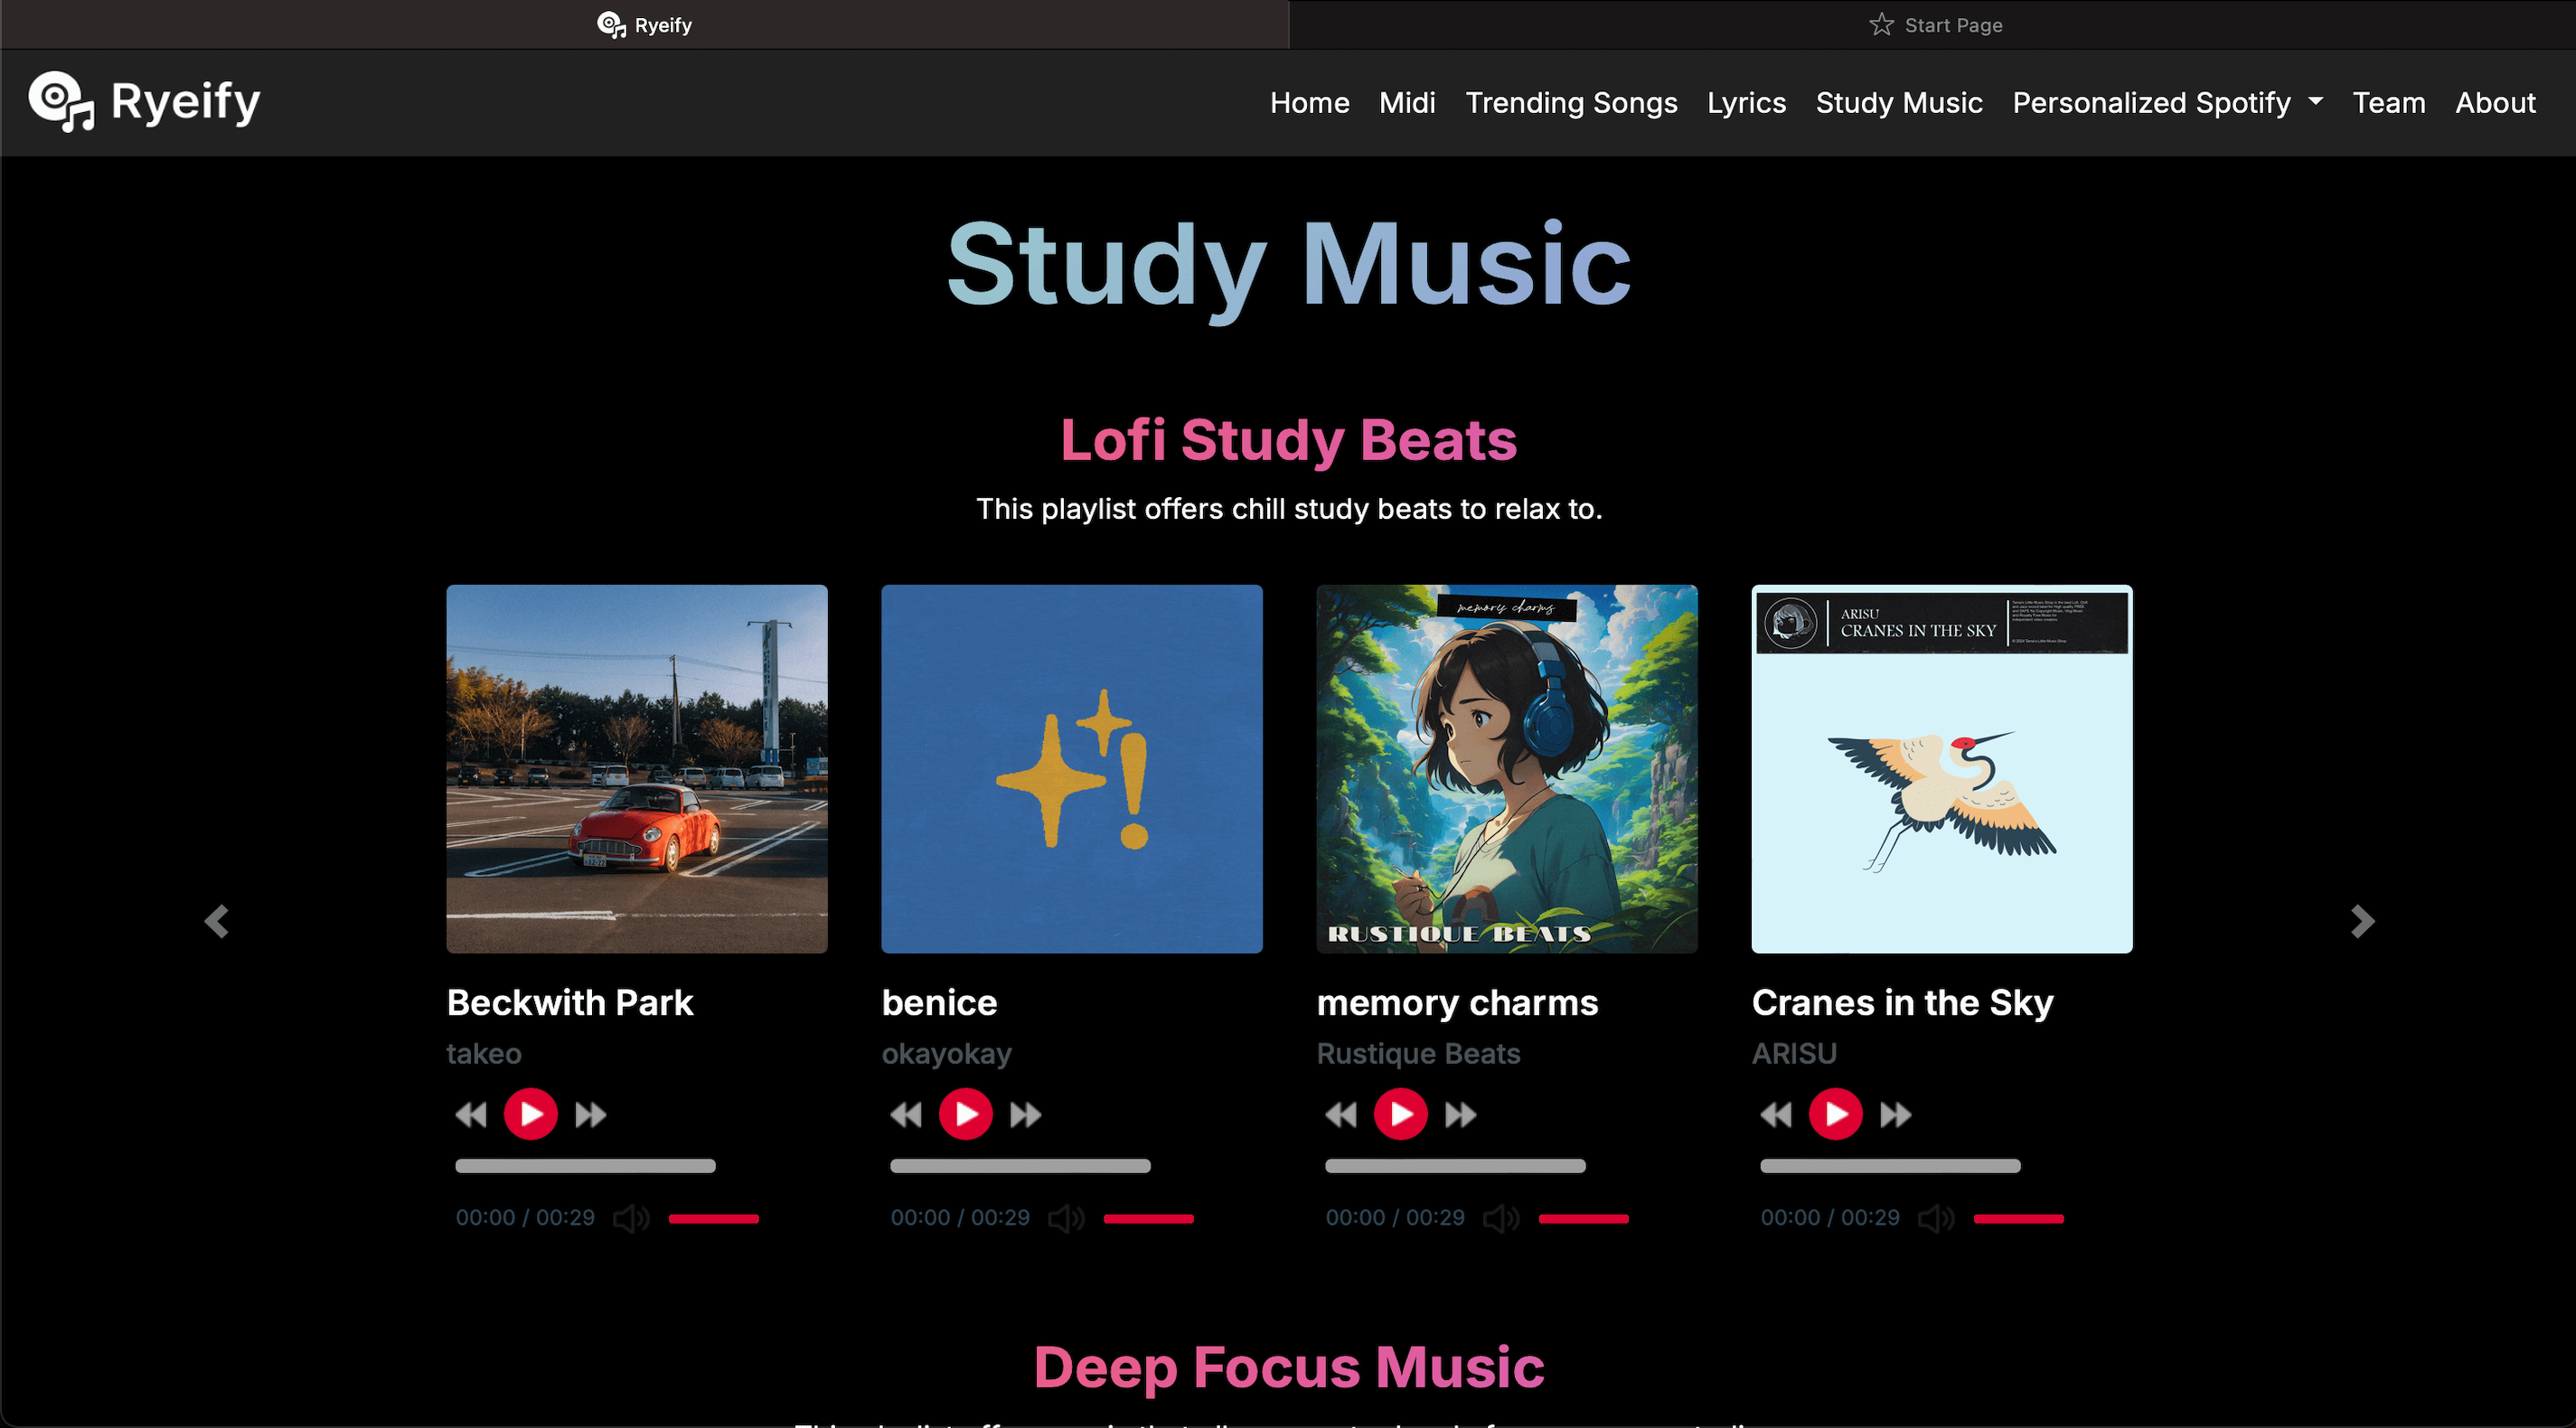 Ryeify
Start Page
Ryeify
Home Midi Trending Songs Lyrics Study Music Personalized Spotify Team About
Study Music
Lofi Study Beats
This playlist offers chill study beats to relax to.
memory charms
RUSTIQUE BEATS
ARISU
CRANES IN THE SKY
Beckwith Park
takeo
00:00 / 00:29
benice
okayokay
00:00 / 00:29
memory charms
Rustique Beats
00:00 / 00:29
Cranes in the Sky
ARISU
00:00 / 00:29
Deep Focus Music